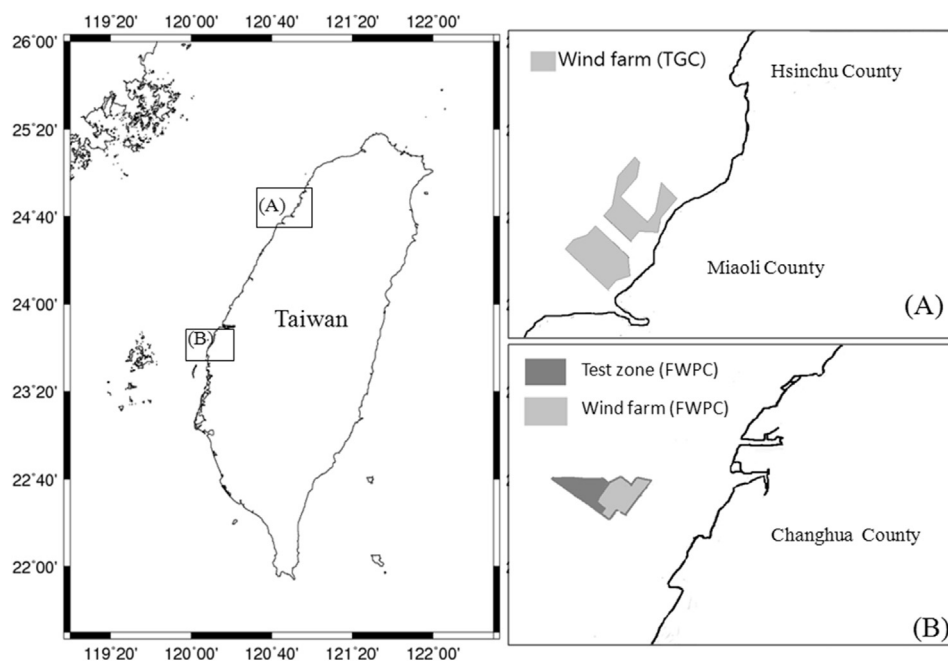 119°20' 120°00' 120°40' 121°20' 122°00'
26°00'
25°20'
24°40'
24°00'
23°20'
22°40'
22°00'
(A)
Taiwan
(B)
119°20' 120°00' 120°40' 121°20' 122°00'
Wind farm (TGC)
Hsinchu County
Miaoli County
(A)
Test zone (FWPC)
Wind farm (FWPC)
Changhua County
(B)